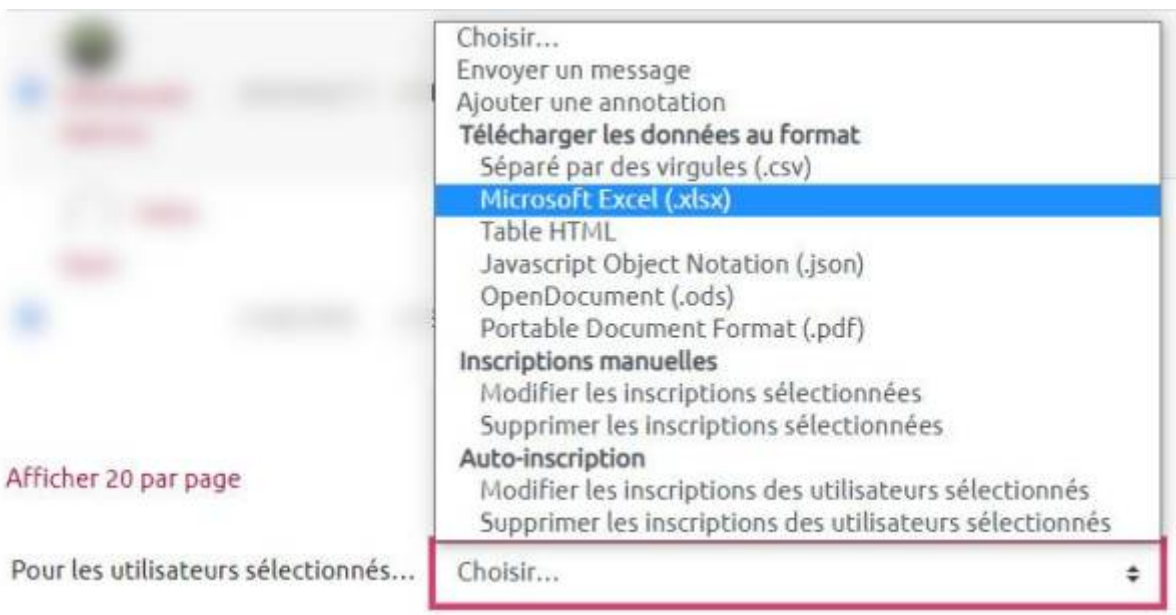 Choisir...
Envoyer un message
Ajouter une annotation
Télécharger les données au format
Séparé par des virgules (.csv)
Microsoft Excel (.xlsx)
Table HTML
Javascript Object Notation (.json)
OpenDocument (.ods)
Portable Document Format (.pdf)
Inscriptions manuelles
Modifier les inscriptions sélectionnées
Supprimer les inscriptions sélectionnées
Auto-inscription
Modifier les inscriptions des utilisateurs sélectionnés
Supprimer les inscriptions des utilisateurs sélectionnés
Afficher 20 par page
Pour les utilisateurs sélectionnés... Choisir...